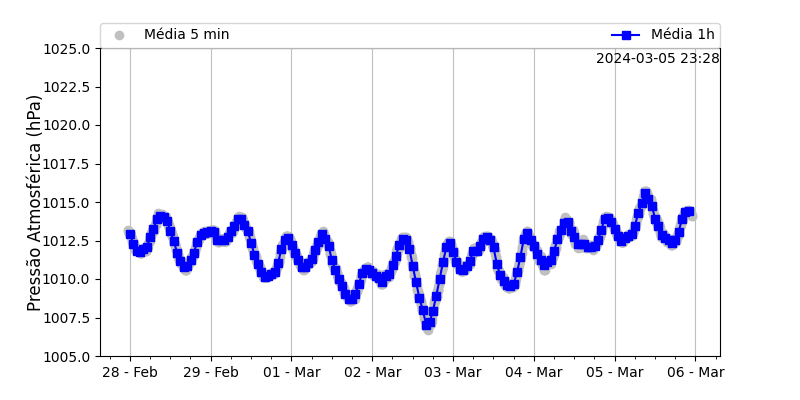 Média 5 min
Média 1h
2024-03-05 23:28
Pressão Atmosférica (hPa)
1025.0
1022.5
1020.0
1017.5
1015.0
1012.5
1010.0
1007.5
1005.0
28 - Feb
29 - Feb
01 - Mar
02 - Mar
03 - Mar
04 - Mar
05 - Mar
06 - Mar